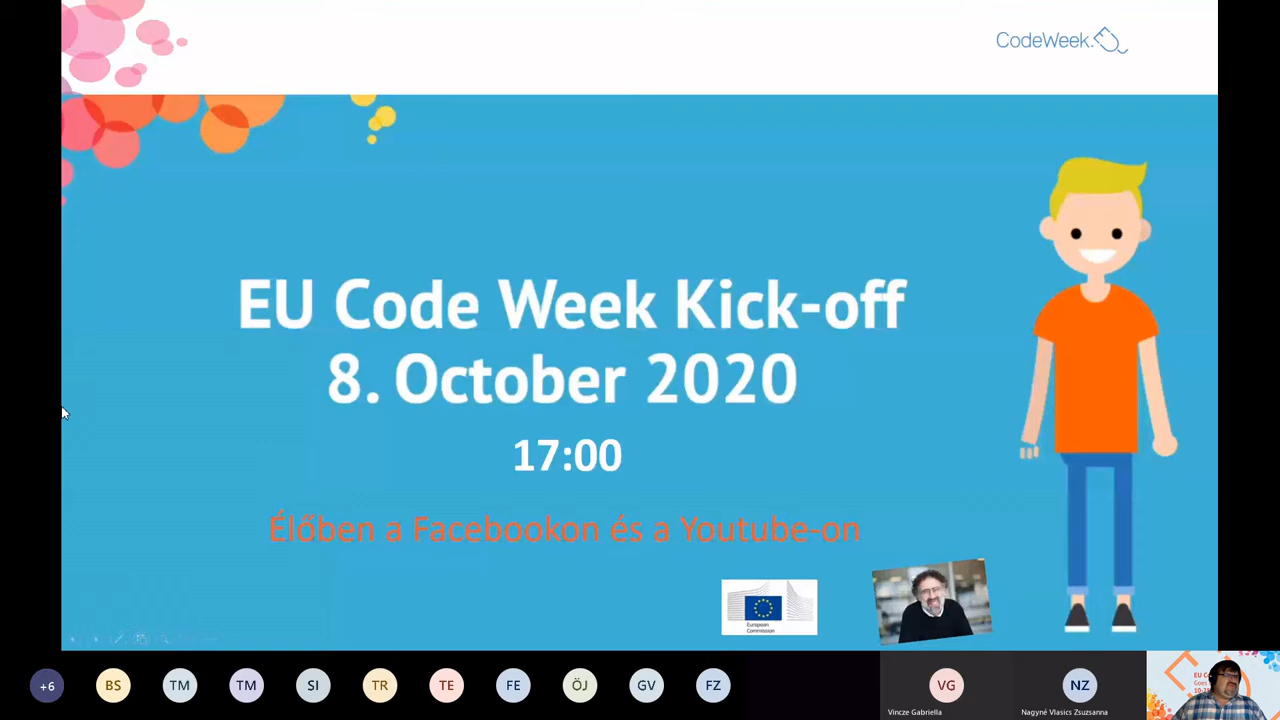 CodeWeek.
EU Code Week Kick-off
8. October 2020
17:00
Élőben a Facebookon és a Youtube-on
European
Commission
+6
BS
TM
TM
SI
TR
TE
FE
ÖJ
GV
FZ
VG
NZ
Vincze Gabriella
Nagyné Vlasics Zsuzsanna